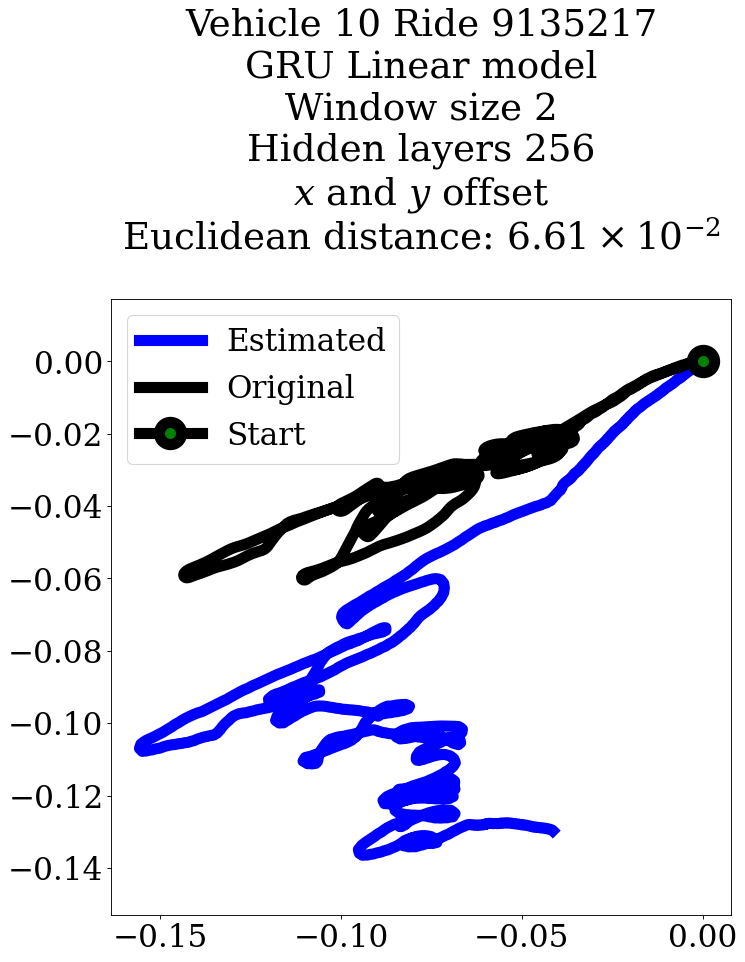 Vehicle 10 Ride 9135217
GRU Linear model
Window size 2
Hidden layers 256
x and y offset
Euclidean distance: 6.61 × 10⁻²
Estimated
Original
Start
0.00
−0.02
−0.04
−0.06
−0.08
−0.10
−0.12
−0.14
−0.15 −0.10 −0.05 0.00